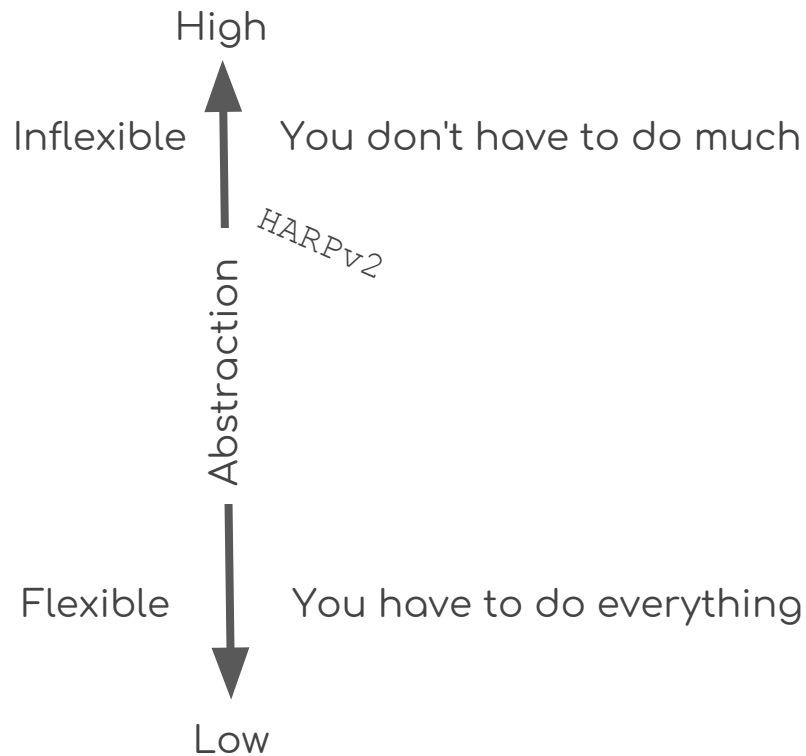 High
Inflexible
You don't have to do much
HARPv2
Abstraction
Flexible
You have to do everything
Low